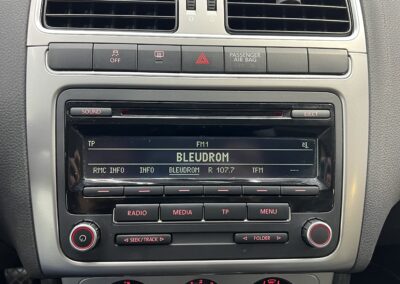 OFF
PASSENGER
AIR BAG
SOUND
EJECT
TP FM1
BLEUDROM
RMC INFO INFO BLEUDROM R 107.7 TFM ---
RADIO MEDIA TP MENU
SEEK / TRACK FOLDER